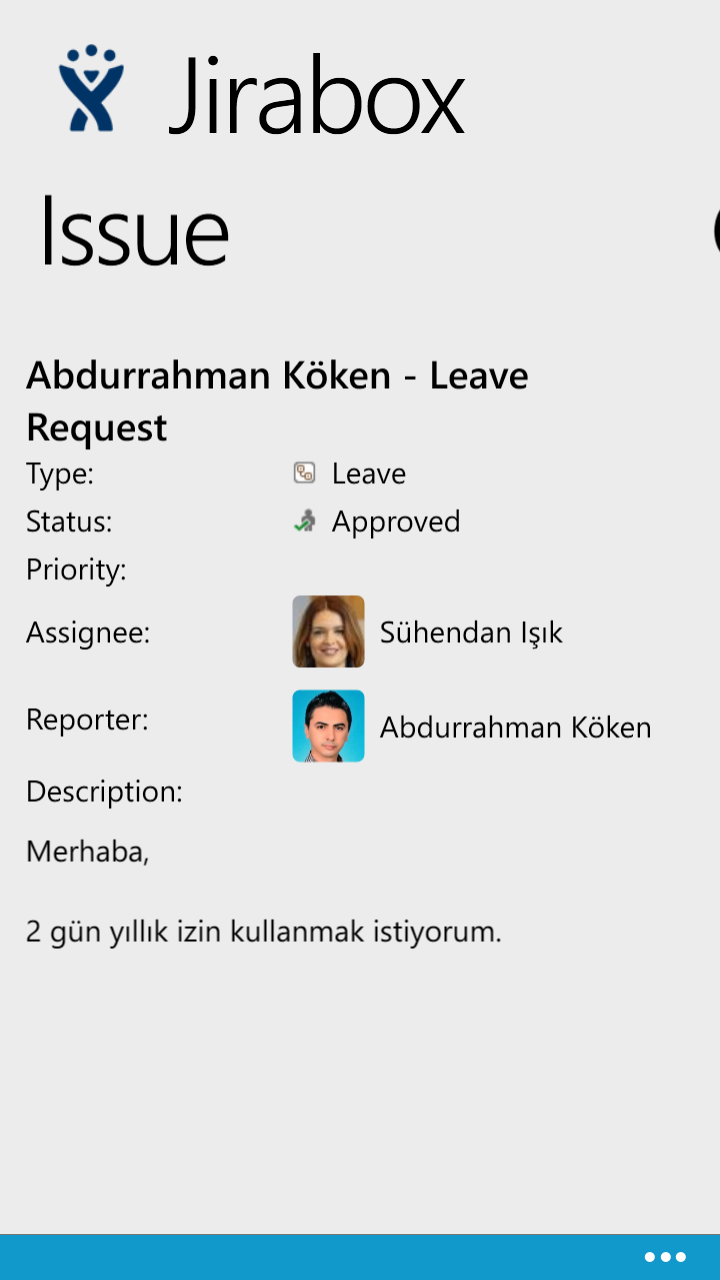 Jirabox
Issue
Abdurrahman Köken - Leave
Request
Type: Leave
Status: Approved
Priority:
Assignee: Sühendan Işık
Reporter: Abdurrahman Köken
Description:
Merhaba,
2 gün yıllık izin kullanmak istiyorum.